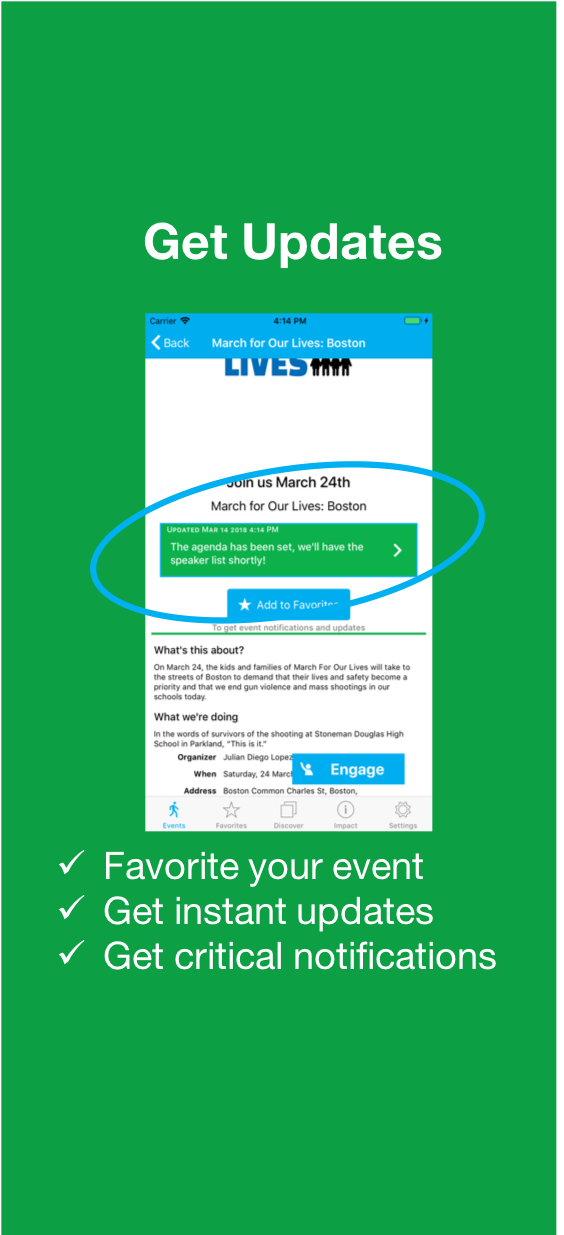 Get Updates
Carrier 4:14 PM
Back March for Our Lives: Boston
LIVES
Join us March 24th
March for Our Lives: Boston
UPDATED MAR 14 2018 4:14 PM
The agenda has been set, we'll have the
speaker list shortly!
Add to Favorites
To get event notifications and updates
What's this about?
On March 24, the kids and families of March For Our Lives will take to
the streets of Boston to demand that their lives and safety become a
priority and that we end gun violence and mass shootings in our
schools today.
What we're doing
In the words of survivors of the shooting at Stoneman Douglas High
School in Parkland, "This is it."
Organizer Julian Diego Lopez
When Saturday, 24 March
Engage
Address Boston Common Charles St, Boston,
Events Favorites Discover Impact Settings
✓ Favorite your event
✓ Get instant updates
✓ Get critical notifications